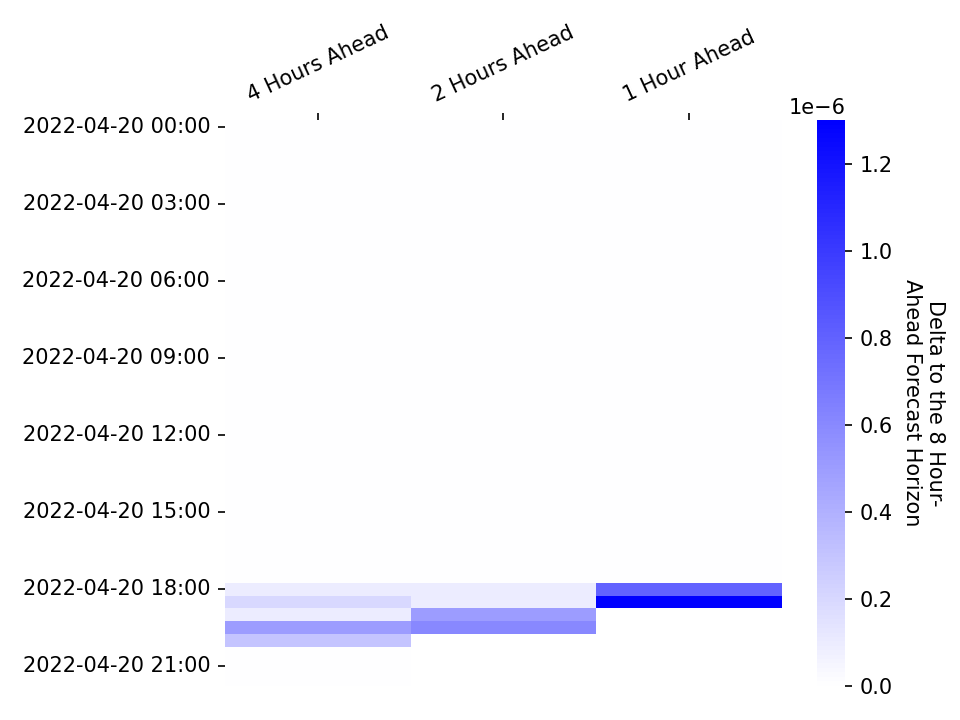 4 Hours Ahead
2 Hours Ahead
1 Hour Ahead
1e−6
2022-04-20 00:00
2022-04-20 03:00
2022-04-20 06:00
2022-04-20 09:00
2022-04-20 12:00
2022-04-20 15:00
2022-04-20 18:00
2022-04-20 21:00
1.2
1.0
0.8
0.6
0.4
0.2
0.0
Delta to the 8 Hour-
Ahead Forecast Horizon